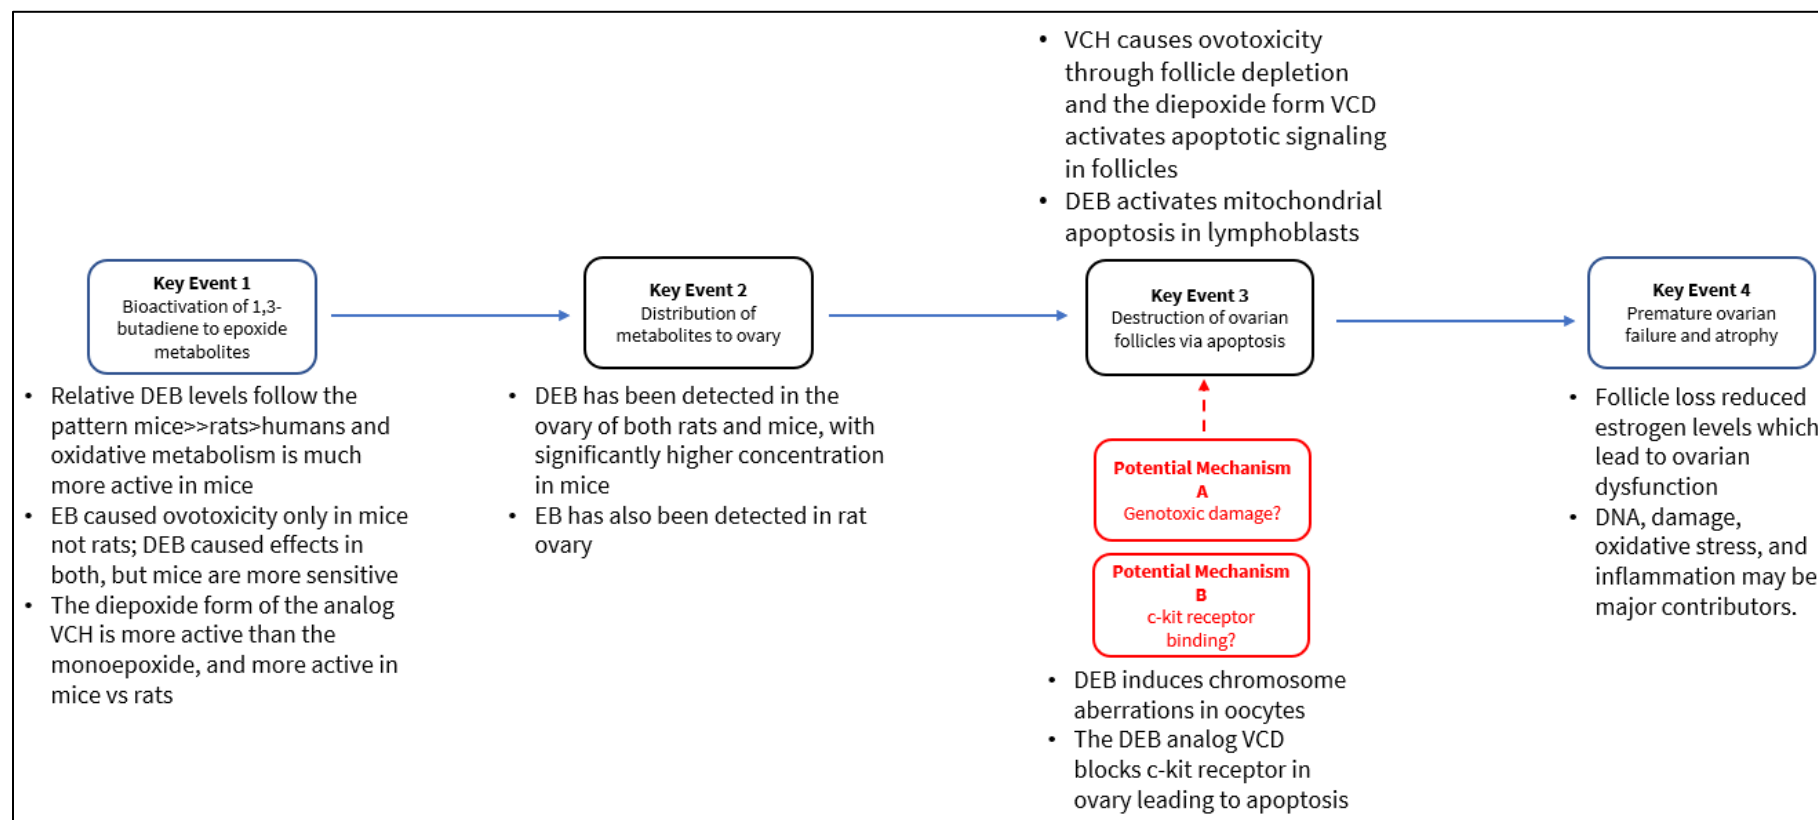 • VCH causes ovotoxicity
through follicle depletion
and the diepoxide form VCD
activates apoptotic signaling
in follicles
• DEB activates mitochondrial
apoptosis in lymphoblasts
Key Event 1
Bioactivation of 1,3-
butadiene to epoxide
metabolites
• Relative DEB levels follow the
pattern mice>>rats>humans and
oxidative metabolism is much
more active in mice
• EB caused ovotoxicity only in mice
not rats; DEB caused effects in
both, but mice are more sensitive
• The diepoxide form of the analog
VCH is more active than the
monoepoxide, and more active in
mice vs rats
Key Event 2
Distribution of
metabolites to ovary
• DEB has been detected in the
ovary of both rats and mice, with
significantly higher concentration
in mice
• EB has also been detected in rat
ovary
Key Event 3
Destruction of ovarian
follicles via apoptosis
Potential Mechanism
A
Genotoxic damage?
Potential Mechanism
B
c-kit receptor
binding?
• DEB induces chromosome
aberrations in oocytes
• The DEB analog VCD
blocks c-kit receptor in
ovary leading to apoptosis
Key Event 4
Premature ovarian
failure and atrophy
• Follicle loss reduced
estrogen levels which
lead to ovarian
dysfunction
• DNA, damage,
oxidative stress, and
inflammation may be
major contributors.